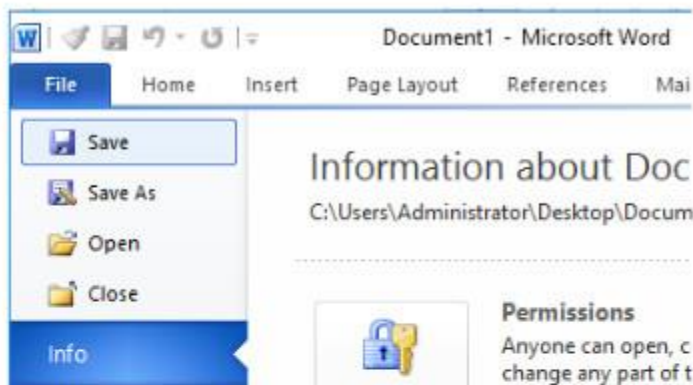 W Document1 - Microsoft Word
File Home Insert Page Layout References Mai
Save
Save As
Open
Close
Info
Information about Doc
C:\Users\Administrator\Desktop\Docum
Permissions
Anyone can open, c
change any part of t